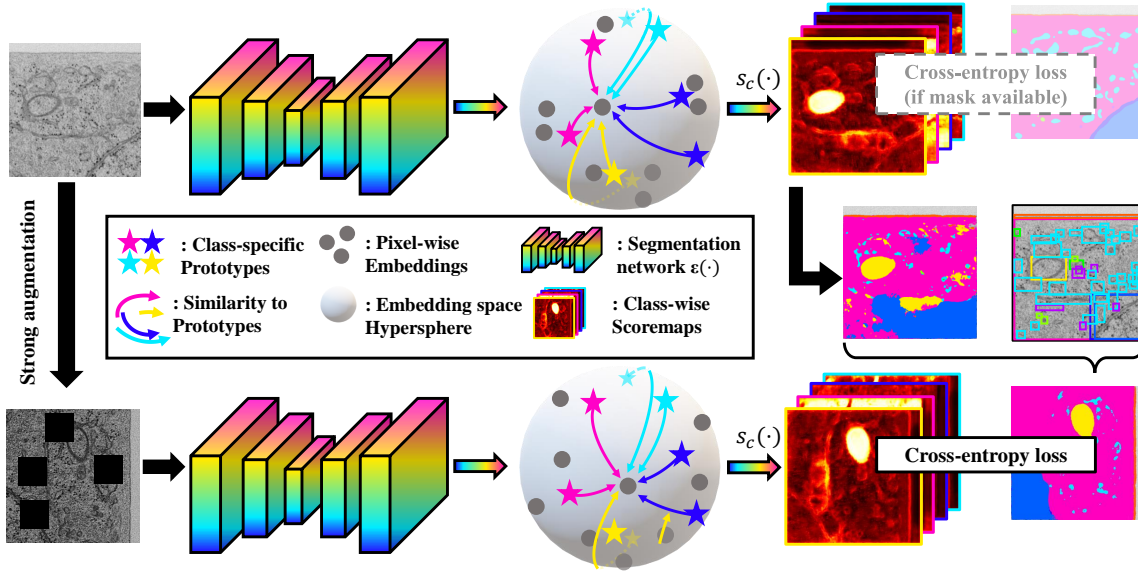 s_c(·)
Cross-entropy loss
(if mask available)
Strong augmentation
: Class-specific
Prototypes
: Pixel-wise
Embeddings
: Segmentation
network ε(·)
: Similarity to
Prototypes
: Embedding space
Hypersphere
: Class-wise
Scoremaps
s_c(·)
Cross-entropy loss